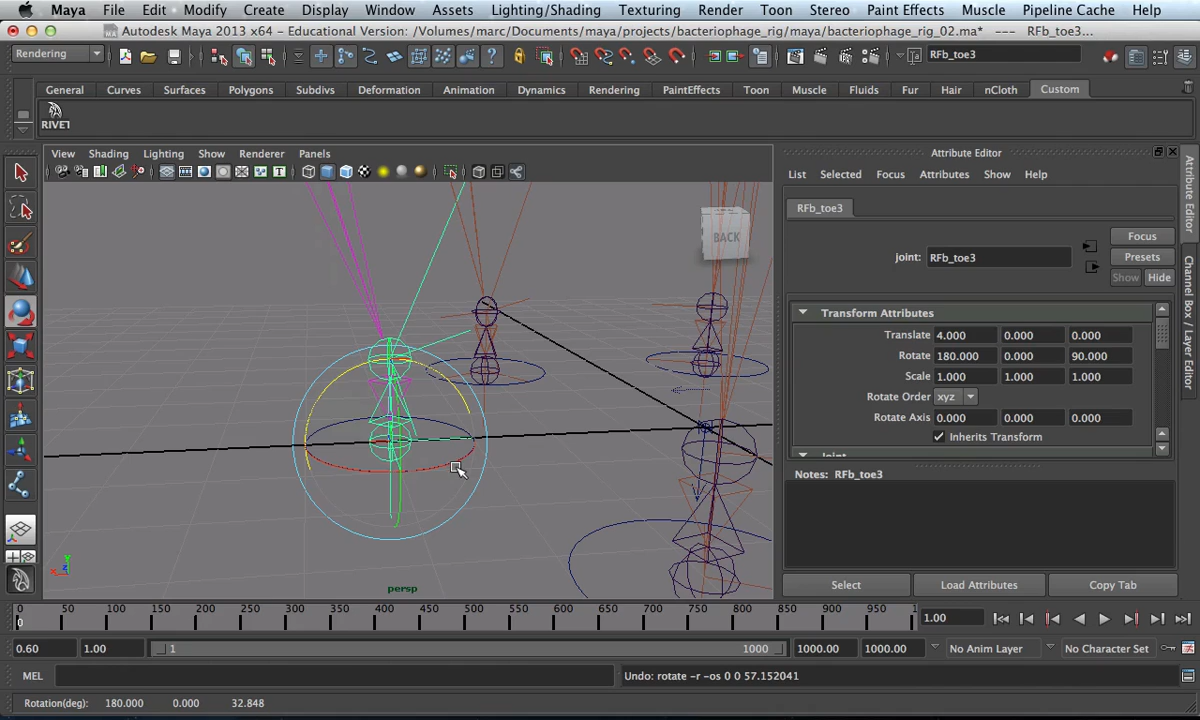 Maya File Edit Modify Create Display Window Assets Lighting/Shading Texturing Render Toon Stereo Paint Effects Muscle Pipeline Cache Help
Autodesk Maya 2013 x64 - Educational Version: /Volumes/marc/Documents/maya/projects/bacteriophage_rig/maya/bacteriophage_rig_02.ma* --- RFb_toe3...
Rendering RFb_toe3
General Curves Surfaces Polygons Subdivs Deformation Animation Dynamics Rendering PaintEffects Toon Muscle Fluids Fur Hair nCloth Custom
RIVET
View Shading Lighting Show Renderer Panels
BACK
persp
Attribute Editor
List Selected Focus Attributes Show Help
RFb_toe3
joint: RFb_toe3
Focus
Presets
Show Hide
Transform Attributes
Translate 4.000 0.000 0.000
Rotate 180.000 0.000 90.000
Scale 1.000 1.000 1.000
Rotate Order xyz
Rotate Axis 0.000 0.000 0.000
Inherits Transform
Notes: RFb_toe3
Select Load Attributes Copy Tab
Attribute Editor
Channel Box / Layer Editor
0 50 100 150 200 250 300 350 400 450 500 550 600 650 700 750 800 850 900 950 1
0
1.00
0.60 1.00 1 1000 1000.00 1000.00 No Anim Layer No Character Set
MEL Undo: rotate -r -os 0 0 57.152041
Rotation(deg): 180.000 0.000 32.848